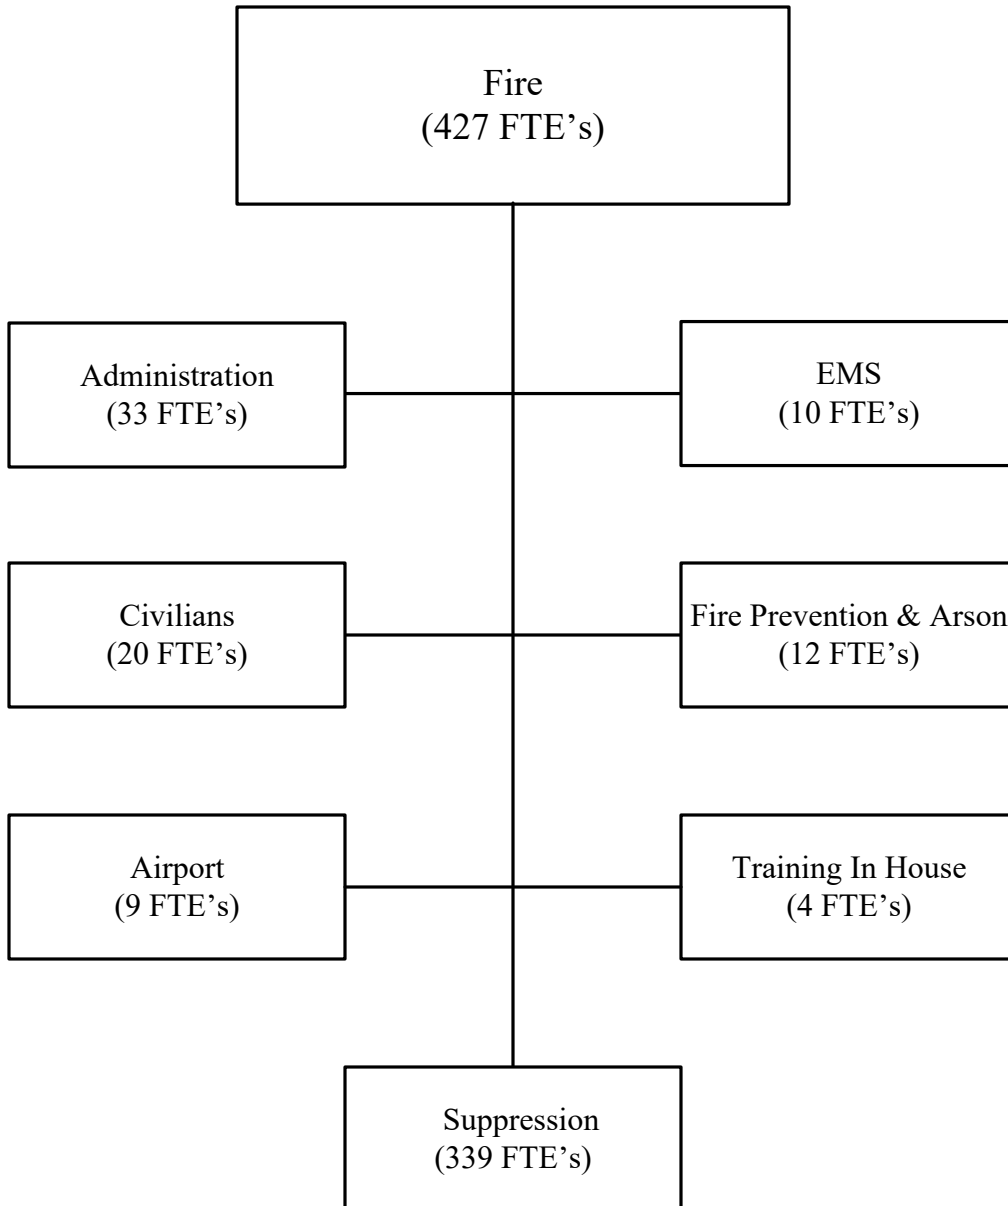 Fire
(427 FTE’s)
Administration
(33 FTE’s)
EMS
(10 FTE’s)
Civilians
(20 FTE’s)
Fire Prevention & Arson
(12 FTE’s)
Airport
(9 FTE’s)
Training In House
(4 FTE’s)
Suppression
(339 FTE’s)